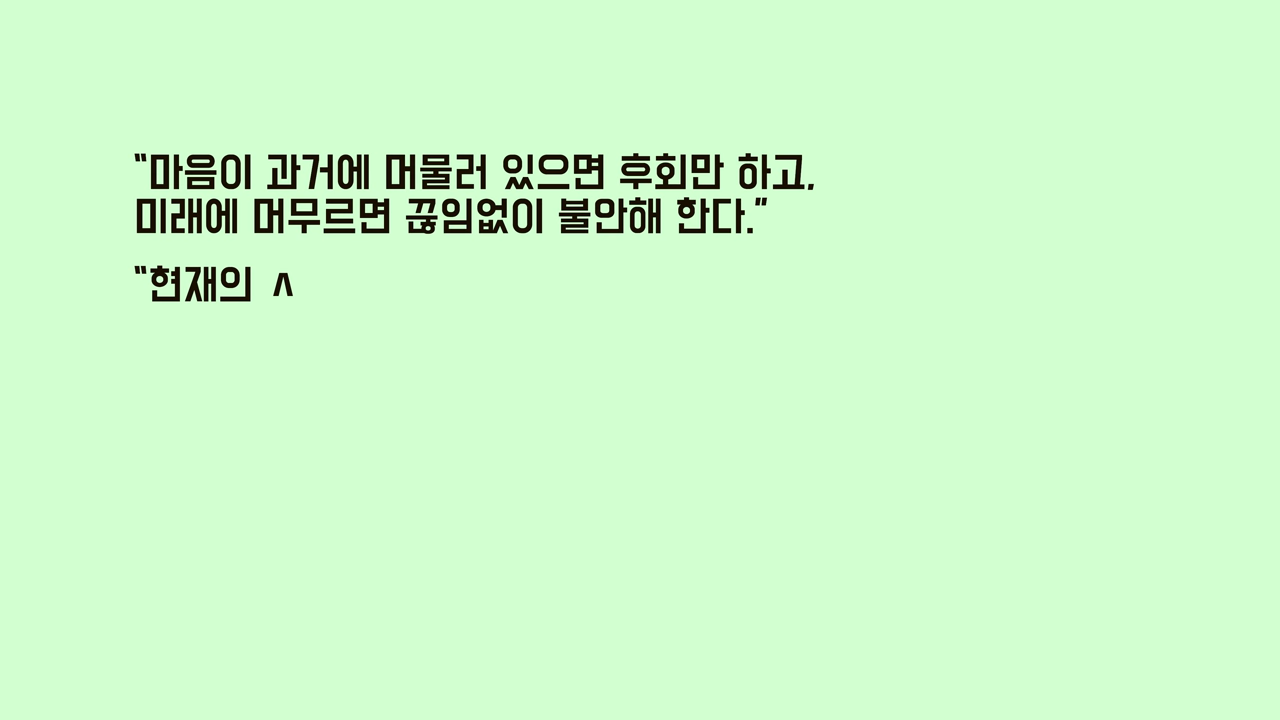 “마음이 과거에 머물러 있으면 후회만 하고,
미래에 머무르면 끊임없이 불안해 한다.”
“현재의 ㅅ